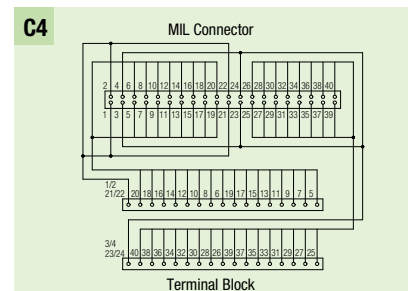 C4
MIL Connector
2 4 6 8 10 12 14 16 18 20 22 24 26 28 30 32 34 36 38 40
1 3 5 7 9 11 13 15 17 19 21 23 25 27 29 31 33 35 37 39
1/2
21/22 20 18 16 14 12 10 8 6 19 17 15 13 11 9 7 5
3/4
23/24 40 38 36 34 32 30 28 26 39 37 35 33 31 29 27 25
Terminal Block